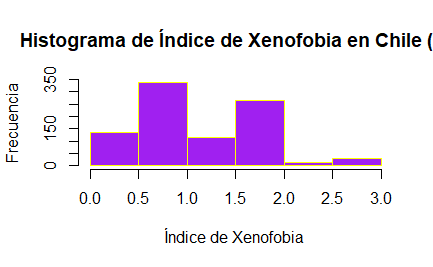 Histograma de Índice de Xenofobia en Chile (
Frecuencia
350
150
0
0.0 0.5 1.0 1.5 2.0 2.5 3.0
Índice de Xenofobia